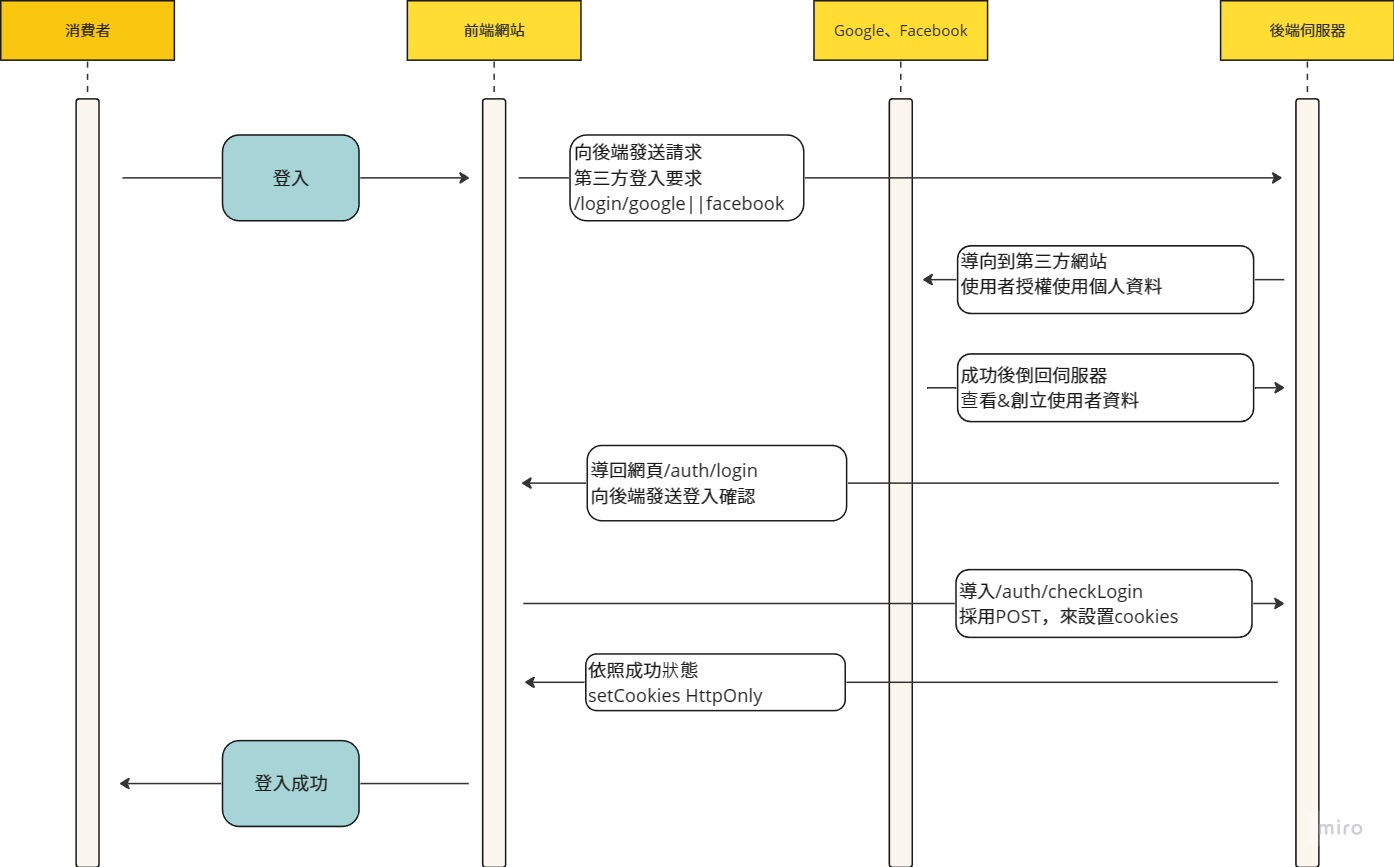 消費者
前端網站
Google、Facebook
後端伺服器
登入
向後端發送請求
第三方登入要求
/login/google||facebook
導向到第三方網站
使用者授權使用個人資料
成功後倒回伺服器
查看&創立使用者資料
導回網頁/auth/login
向後端發送登入確認
導入/auth/checkLogin
採用POST，來設置cookies
依照成功狀態
setCookies HttpOnly
登入成功
miro